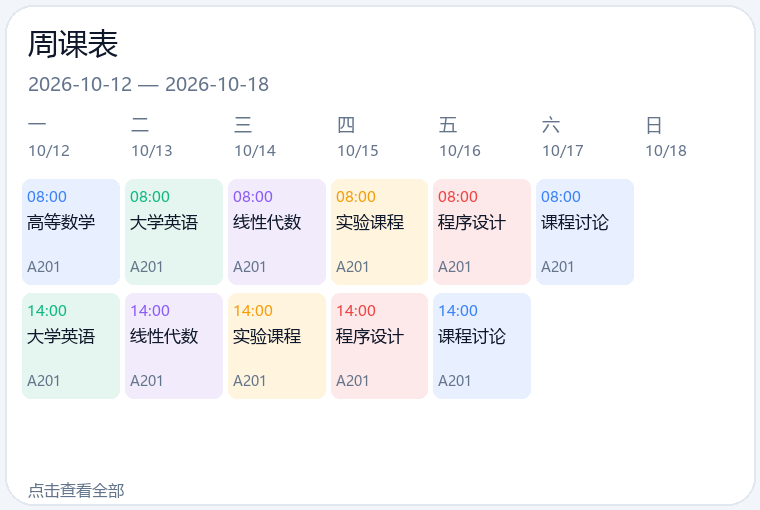 周课表
2026-10-12 — 2026-10-18
一 二 三 四 五 六 日
10/12 10/13 10/14 10/15 10/16 10/17 10/18
08:00 08:00 08:00 08:00 08:00 08:00
高等数学 大学英语 线性代数 实验课程 程序设计 课程讨论
A201 A201 A201 A201 A201 A201
14:00 14:00 14:00 14:00 14:00
大学英语 线性代数 实验课程 程序设计 课程讨论
A201 A201 A201 A201 A201
点击查看全部